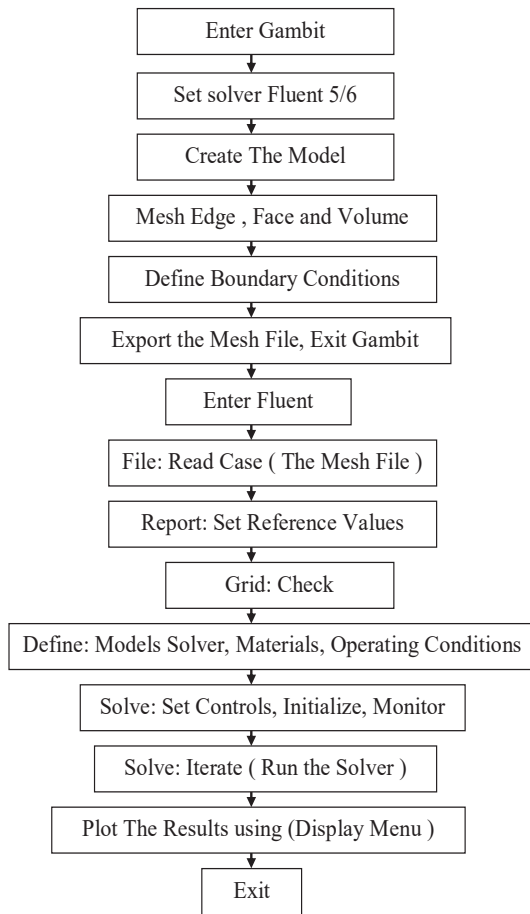 Enter Gambit
Set solver Fluent 5/6
Create The Model
Mesh Edge , Face and Volume
Define Boundary Conditions
Export the Mesh File, Exit Gambit
Enter Fluent
File: Read Case ( The Mesh File )
Report: Set Reference Values
Grid: Check
Define: Models Solver, Materials, Operating Conditions
Solve: Set Controls, Initialize, Monitor
Solve: Iterate ( Run the Solver )
Plot The Results using (Display Menu )
Exit